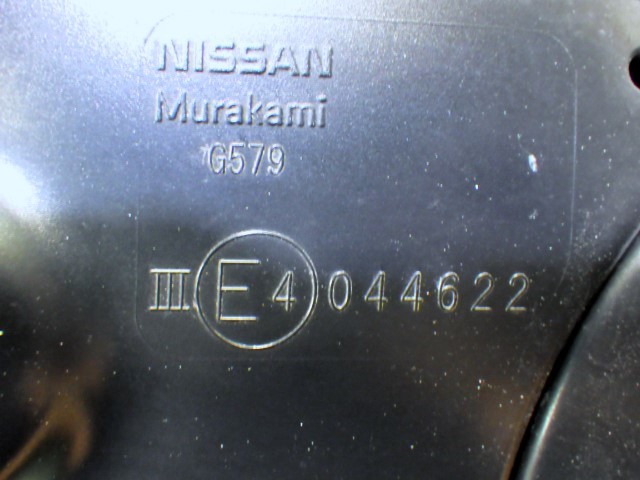 NISSAN
Murakami
G579
III E4 044622